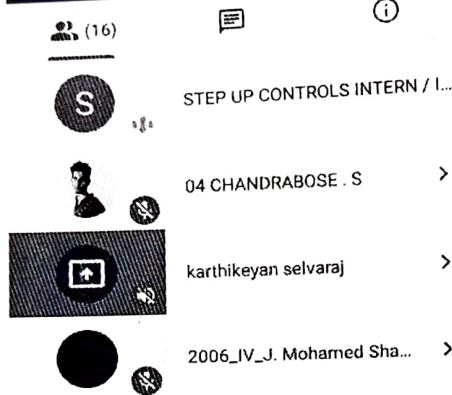 (16)
S
STEP UP CONTROLS INTERN / I...
04 CHANDRABOSE . S
karthikeyan selvaraj
2006_IV_J. Mohamed Sha...